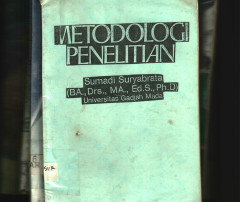 METODOLOGI
PENELITIAN
Sumadi Suryabrata
(BA., Drs., MA., Ed.S., Ph.D)
Universitas Gadjah Mada